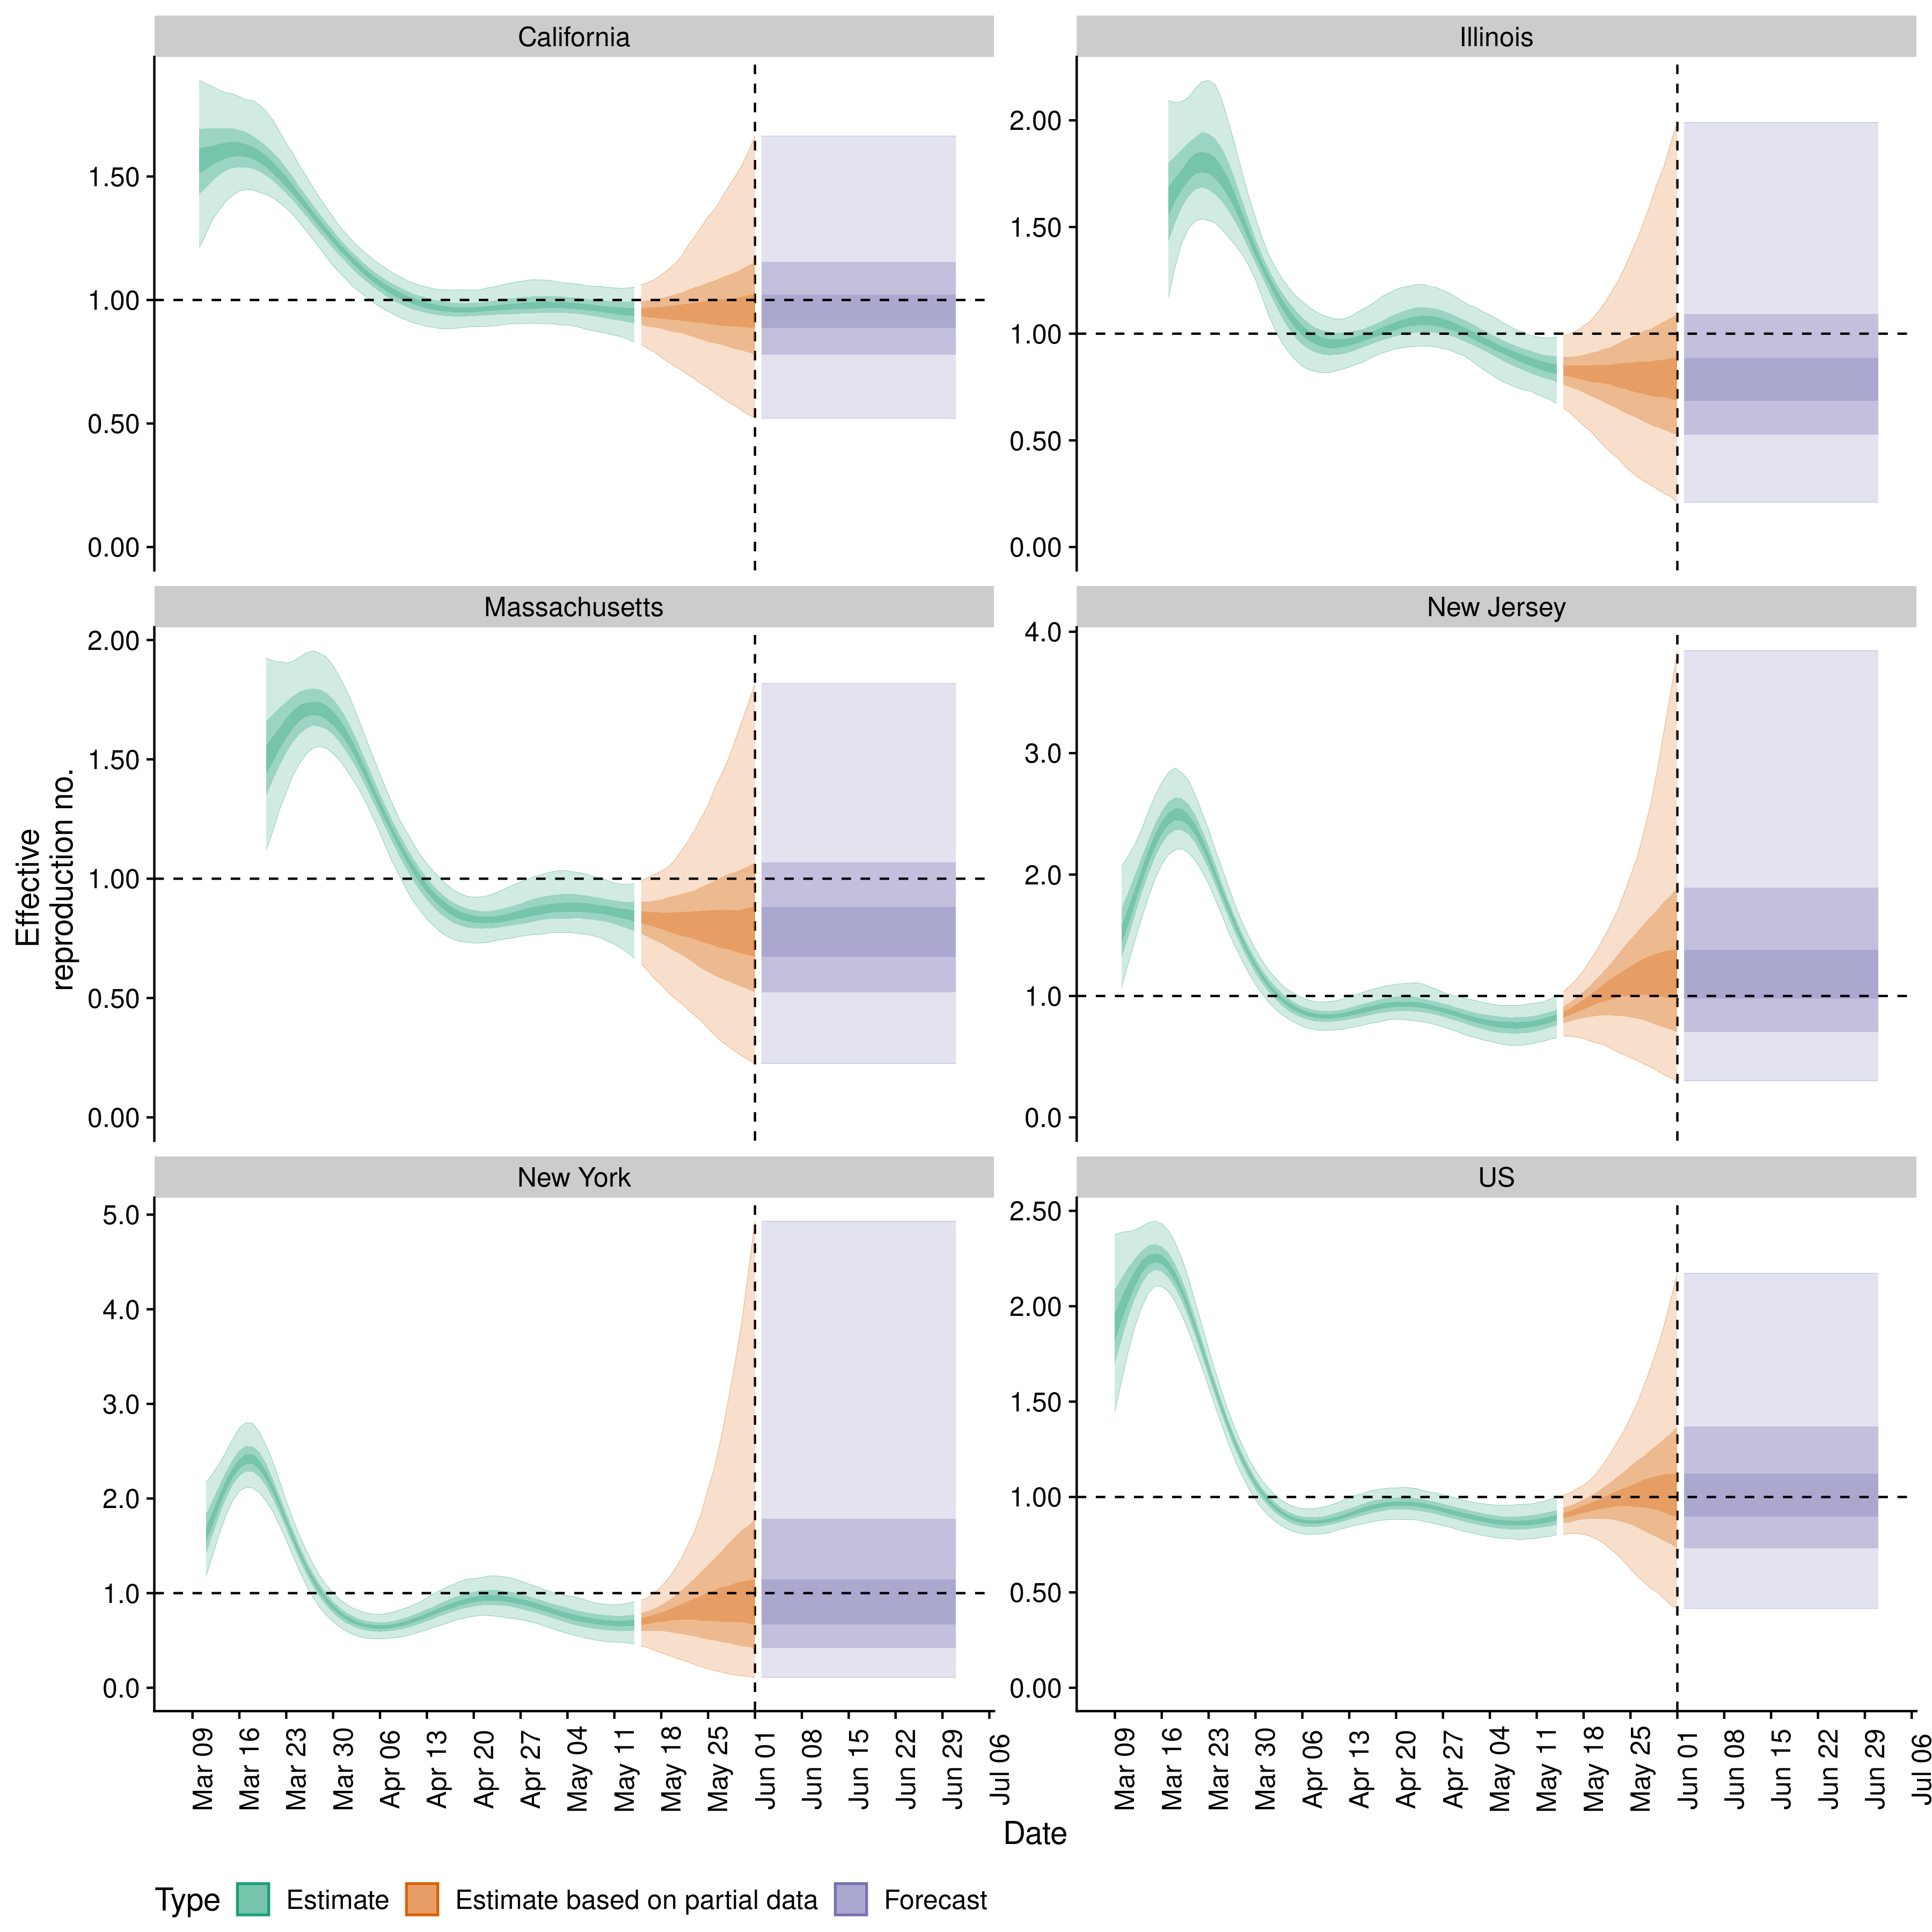 California
Illinois
1.50
1.00
0.50
0.00
2.00
1.50
1.00
0.50
0.00
Massachusetts
New Jersey
2.00
1.50
1.00
0.50
0.00
4.0
3.0
2.0
1.0
0.0
Effective
reproduction no.
New York
US
5.0
4.0
3.0
2.0
1.0
0.0
2.50
2.00
1.50
1.00
0.50
0.00
Mar 09
Mar 16
Mar 23
Mar 30
Apr 06
Apr 13
Apr 20
Apr 27
May 04
May 11
May 18
May 25
Jun 01
Jun 08
Jun 15
Jun 22
Jun 29
Jul 06
Mar 09
Mar 16
Mar 23
Mar 30
Apr 06
Apr 13
Apr 20
Apr 27
May 04
May 11
May 18
May 25
Jun 01
Jun 08
Jun 15
Jun 22
Jun 29
Jul 06
Date
Type Estimate Estimate based on partial data Forecast